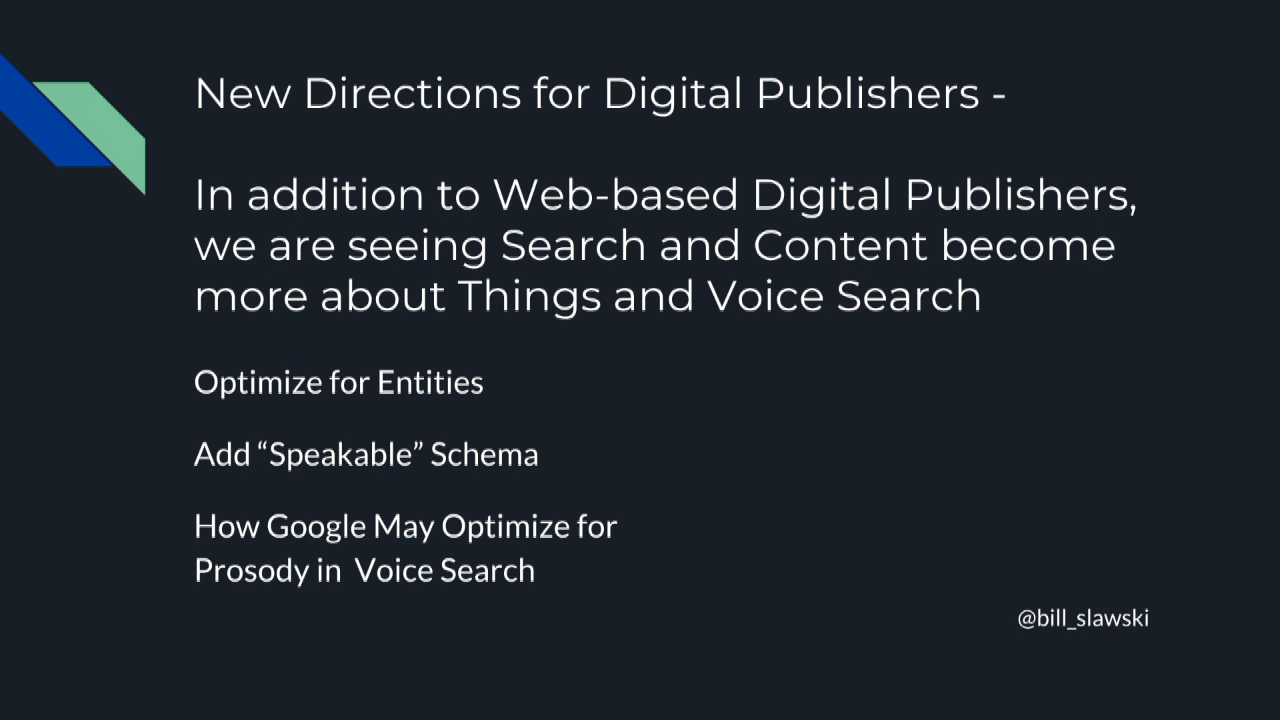 New Directions for Digital Publishers -
In addition to Web-based Digital Publishers,
we are seeing Search and Content become
more about Things and Voice Search
Optimize for Entities
Add “Speakable” Schema
How Google May Optimize for
Prosody in  Voice Search
@bill_slawski